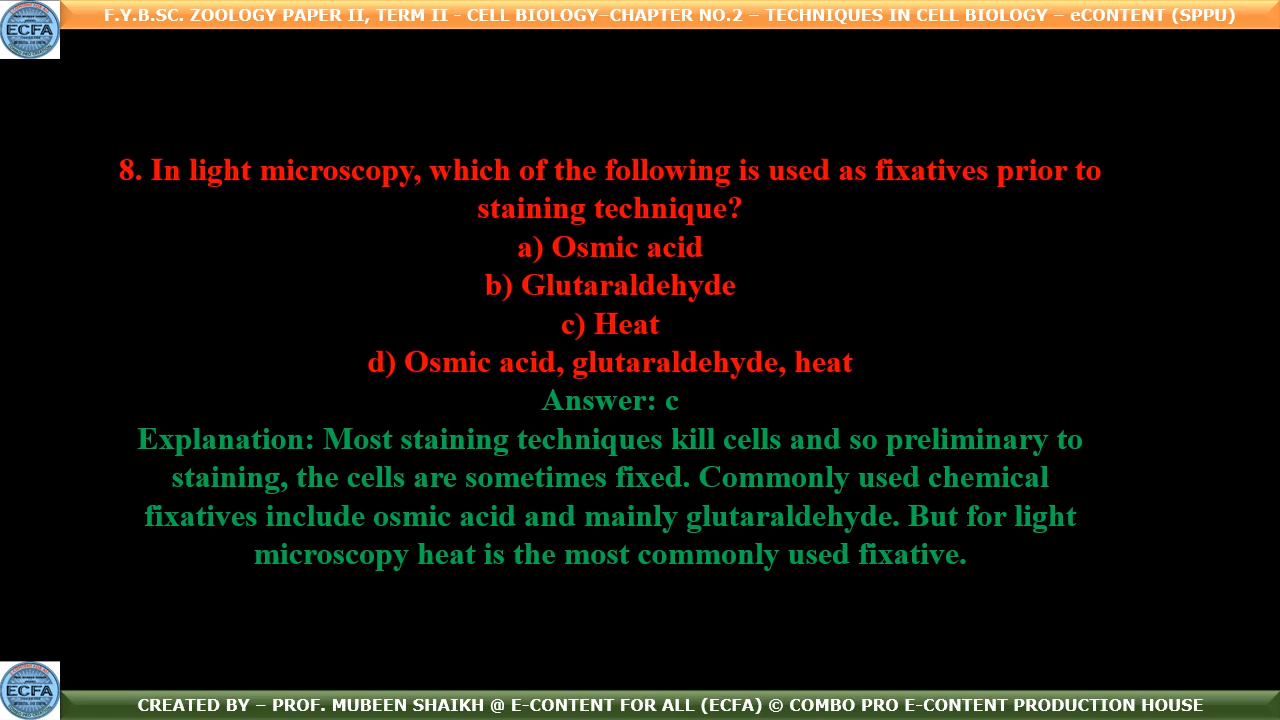 F.Y.B.SC. ZOOLOGY PAPER II, TERM II - CELL BIOLOGY–CHAPTER NO.2 – TECHNIQUES IN CELL BIOLOGY – eCONTENT (SPPU)
ECFA
8. In light microscopy, which of the following is used as fixatives prior to
staining technique?
a) Osmic acid
b) Glutaraldehyde
c) Heat
d) Osmic acid, glutaraldehyde, heat
Answer: c
Explanation: Most staining techniques kill cells and so preliminary to
staining, the cells are sometimes fixed. Commonly used chemical
fixatives include osmic acid and mainly glutaraldehyde. But for light
microscopy heat is the most commonly used fixative.
ECFA
CREATED BY – PROF. MUBEEN SHAIKH @ E-CONTENT FOR ALL (ECFA) © COMBO PRO E-CONTENT PRODUCTION HOUSE